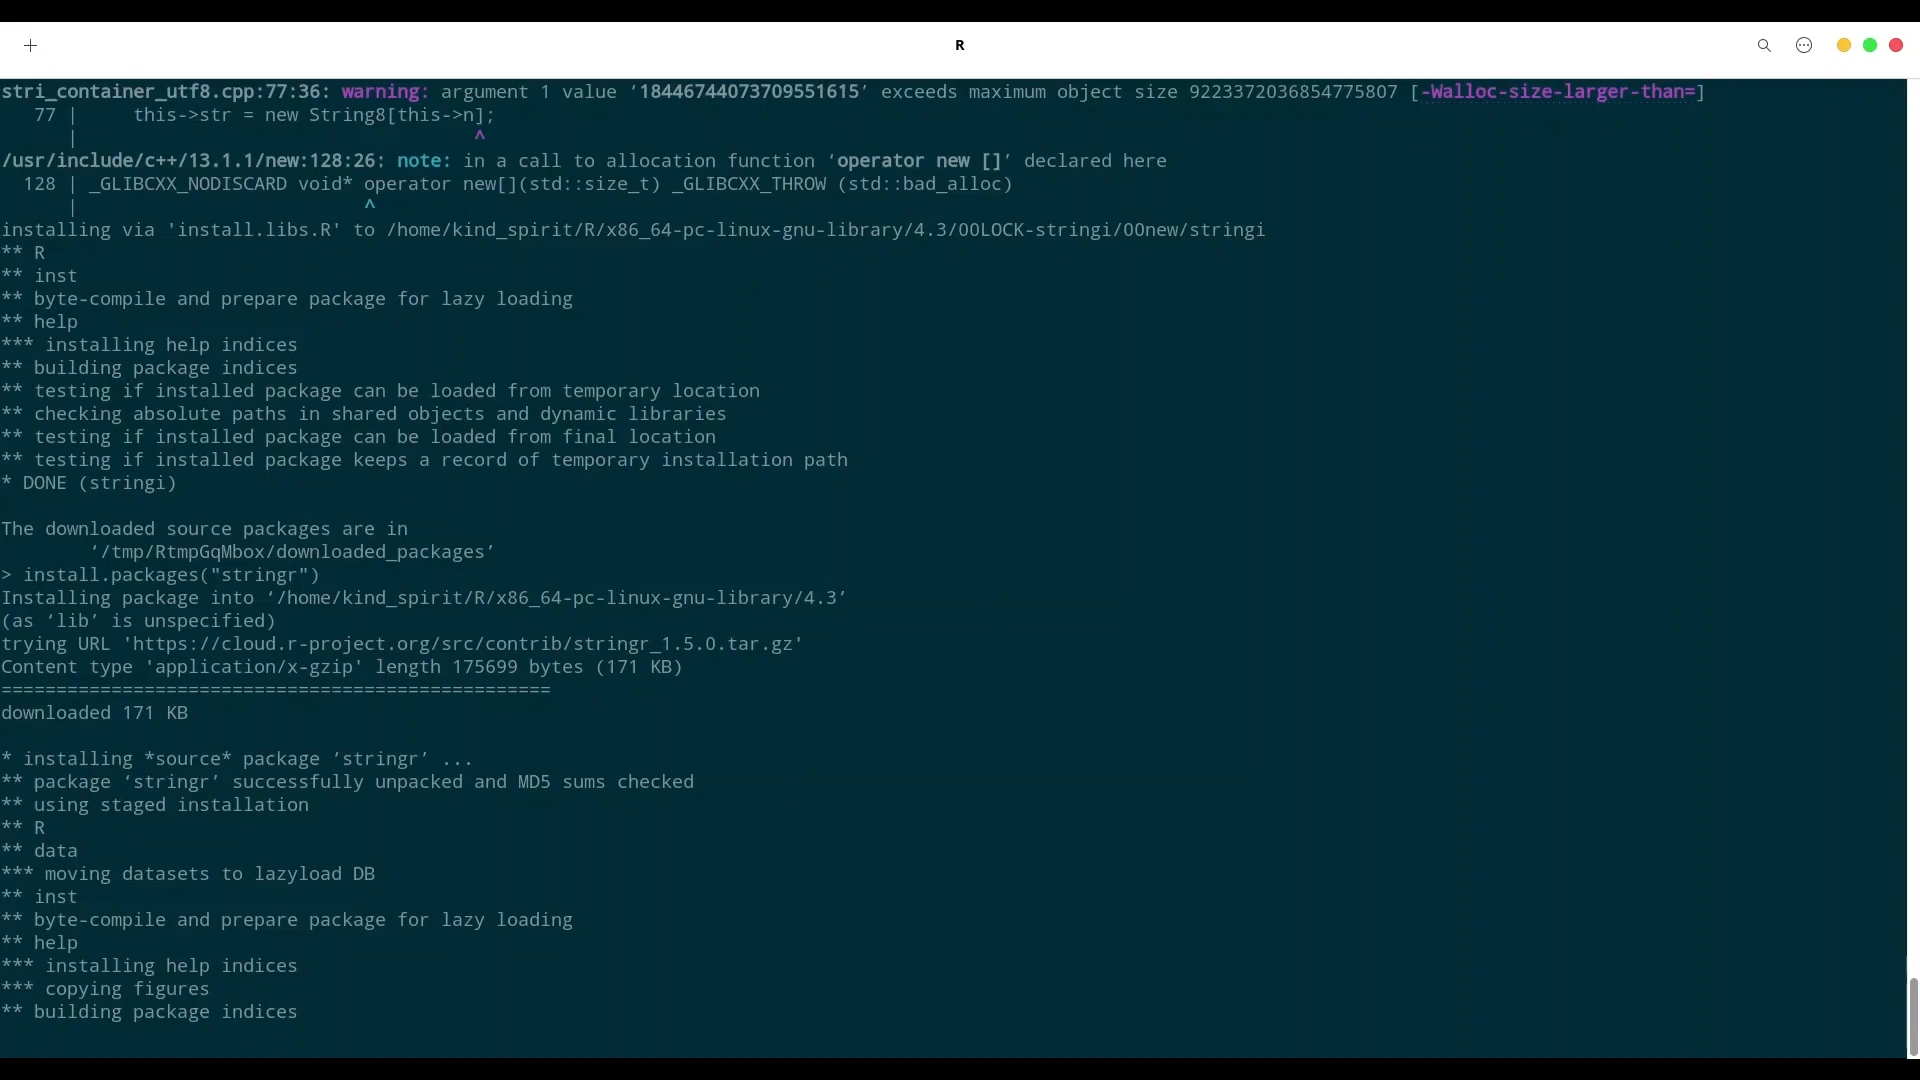 R
stri_container_utf8.cpp:77:36: warning: argument 1 value ‘18446744073709551615’ exceeds maximum object size 9223372036854775807 [-Walloc-size-larger-than=]
   77 |     this->str = new String8[this->n];
      |                                    ^
/usr/include/c++/13.1.1/new:128:26: note: in a call to allocation function ‘operator new []’ declared here
  128 | _GLIBCXX_NODISCARD void* operator new[](std::size_t) _GLIBCXX_THROW (std::bad_alloc)
      |                          ^
installing via 'install.libs.R' to /home/kind_spirit/R/x86_64-pc-linux-gnu-library/4.3/00LOCK-stringi/00new/stringi
** R
** inst
** byte-compile and prepare package for lazy loading
** help
*** installing help indices
** building package indices
** testing if installed package can be loaded from temporary location
** checking absolute paths in shared objects and dynamic libraries
** testing if installed package can be loaded from final location
** testing if installed package keeps a record of temporary installation path
* DONE (stringi)

The downloaded source packages are in
        ‘/tmp/RtmpGqMbox/downloaded_packages’
> install.packages("stringr")
Installing package into ‘/home/kind_spirit/R/x86_64-pc-linux-gnu-library/4.3’
(as ‘lib’ is unspecified)
trying URL 'https://cloud.r-project.org/src/contrib/stringr_1.5.0.tar.gz'
Content type 'application/x-gzip' length 175699 bytes (171 KB)
==================================================
downloaded 171 KB

* installing *source* package ‘stringr’ ...
** package ‘stringr’ successfully unpacked and MD5 sums checked
** using staged installation
** R
** data
*** moving datasets to lazyload DB
** inst
** byte-compile and prepare package for lazy loading
** help
*** installing help indices
*** copying figures
** building package indices